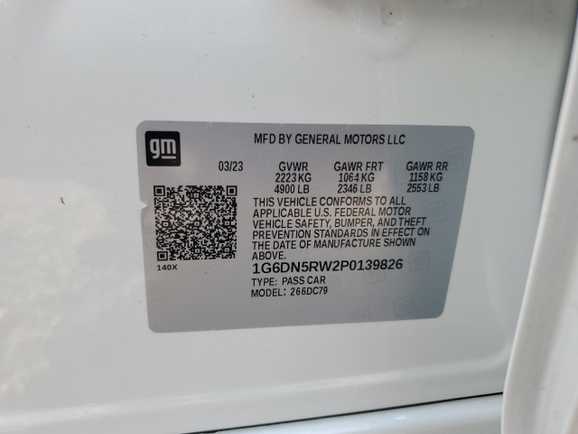 gm
MFD BY GENERAL MOTORS LLC
03/23 GVWR GAWR FRT GAWR RR
2223 KG 1064 KG 1158 KG
4900 LB 2346 LB 2553 LB
THIS VEHICLE CONFORMS TO ALL
APPLICABLE U.S. FEDERAL MOTOR
VEHICLE SAFETY, BUMPER, AND THEFT
PREVENTION STANDARDS IN EFFECT ON
THE DATE OF MANUFACTURE SHOWN
ABOVE.
140X
1G6DN5RW2P0139826
TYPE: PASS CAR
MODEL: 266DC79